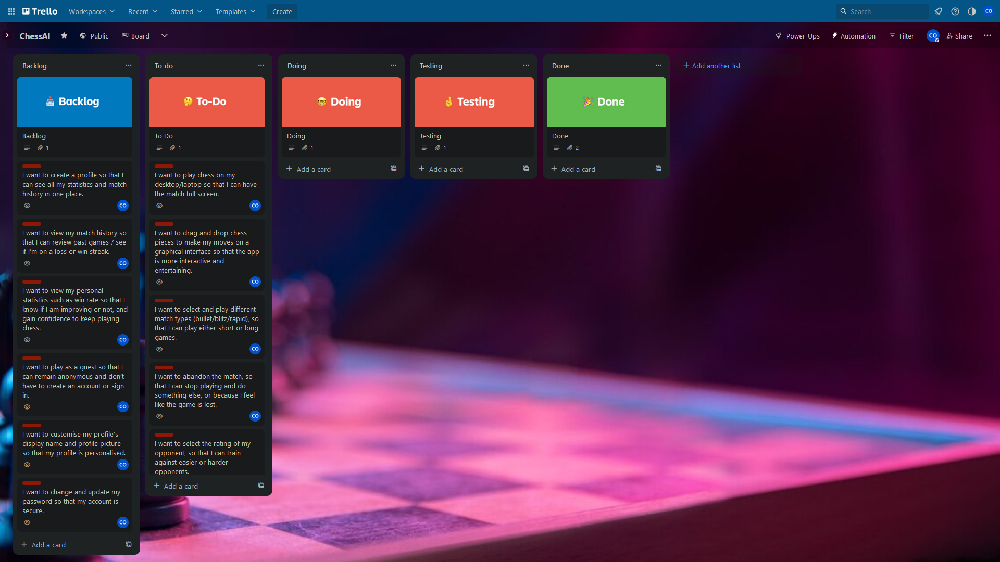 Trello
Workspaces
Recent
Starred
Templates
Create
Search
CO
ChessAI
Public
Board
Power-Ups
Automation
Filter
CO
Share
Backlog
Backlog
Backlog
1
I want to create a profile so that I
can see all my statistics and match
history in one place.
CO
I want to view my match history so
that I can review past games / see
if I'm on a loss or win streak.
CO
I want to view my personal
statistics such as win rate so that I
know if I am improving or not, and
gain confidence to keep playing
chess.
CO
I want to play as a guest so that I
can remain anonymous and don't
have to create an account or sign
in.
CO
I want to customise my profile's
display name and profile picture
so that my profile is personalised.
CO
I want to change and update my
password so that my account is
secure.
CO
Add a card
To-do
To-Do
To Do
1
I want to play chess on my
desktop/laptop so that I can have
the match full screen.
CO
I want to drag and drop chess
pieces to make my moves on a
graphical interface so that the app
is more interactive and
entertaining.
CO
I want to select and play different
match types (bullet/blitz/rapid), so
that I can play either short or long
games.
CO
I want to abandon the match, so
that I can stop playing and do
something else, or because I feel
like the game is lost.
CO
I want to select the rating of my
opponent, so that I can train
against easier or harder
opponents.
Add a card
Doing
Doing
Doing
1
Add a card
Testing
Testing
Testing
1
Add a card
Done
Done
Done
2
Add a card
Add another list